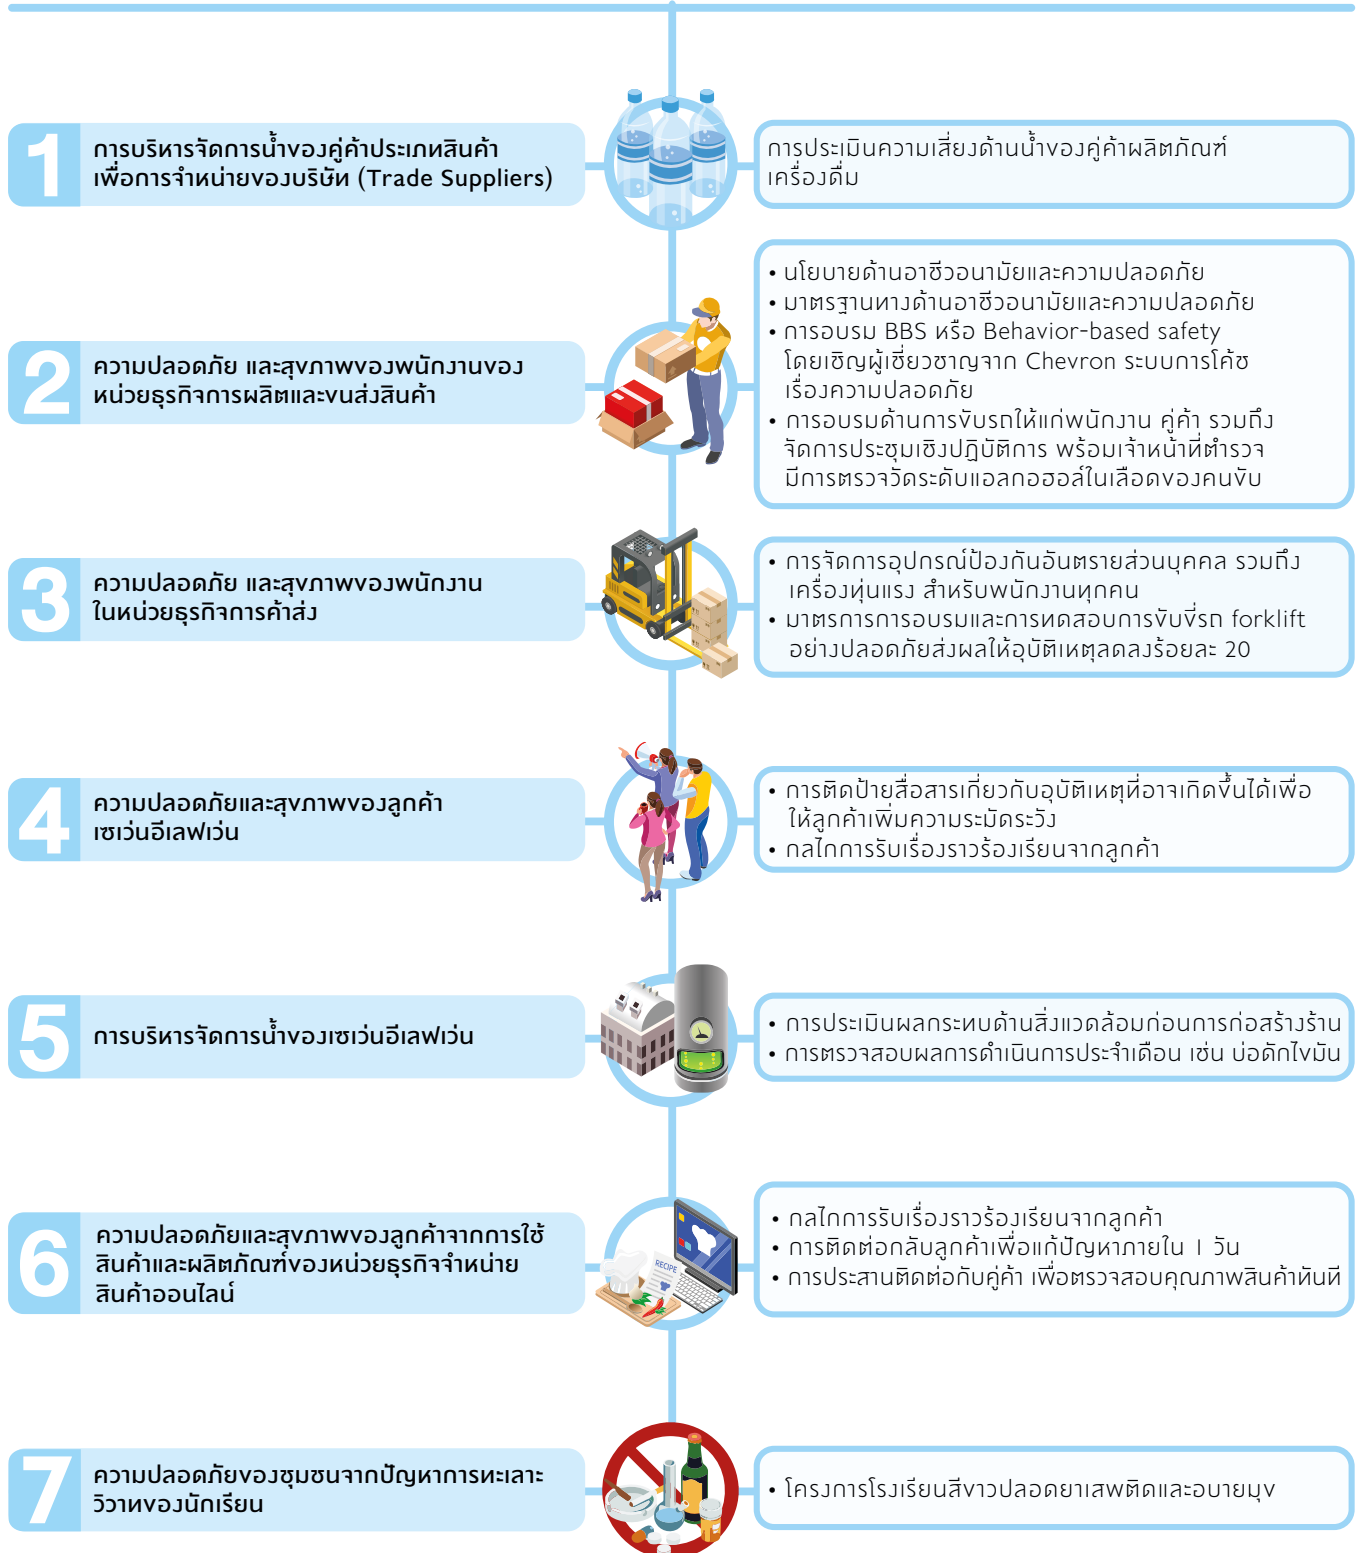 1
การบริหารจัดการน้ำของคู่ค้าประเภทสินค้า
เพื่อการจำหน่ายของบริษัท (Trade Suppliers)
การประเมินความเสี่ยงด้านน้ำของคู่ค้าผลิตภัณฑ์
เครื่องดื่ม
2
ความปลอดภัย และสุขภาพของพนักงานของ
หน่วยธุรกิจการผลิตและขนส่งสินค้า
• นโยบายด้านอาชีวอนามัยและความปลอดภัย
• มาตรฐานทางด้านอาชีวอนามัยและความปลอดภัย
• การอบรม BBS หรือ Behavior-based safety
โดยเชิญผู้เชี่ยวชาญจาก Chevron ระบบการโค้ช
เรื่องความปลอดภัย
• การอบรมด้านการขับรถให้แก่พนักงาน คู่ค้า รวมถึง
จัดการประชุมเชิงปฏิบัติการ พร้อมเจ้าหน้าที่ตำรวจ
มีการตรวจวัดระดับแอลกอฮอล์ในเลือดของคนขับ
3
ความปลอดภัย และสุขภาพของพนักงาน
ในหน่วยธุรกิจการค้าส่ง
• การจัดการอุปกรณ์ป้องกันอันตรายส่วนบุคคล รวมถึง
เครื่องทุ่นแรง สำหรับพนักงานทุกคน
• มาตรการการอบรมและการทดสอบการขับขี่รถ forklift
อย่างปลอดภัยส่งผลให้อุบัติเหตุลดลงร้อยละ 20
4
ความปลอดภัยและสุขภาพของลูกค้า
เซเว่นอีเลฟเว่น
• การติดป้ายสื่อสารเกี่ยวกับอุบัติเหตุที่อาจเกิดขึ้นได้เพื่อ
ให้ลูกค้าเพิ่มความระมัดระวัง
• กลไกการรับเรื่องราวร้องเรียนจากลูกค้า
5
การบริหารจัดการน้ำของเซเว่นอีเลฟเว่น
• การประเมินผลกระทบด้านสิ่งแวดล้อมก่อนการก่อสร้างร้าน
• การตรวจสอบผลการดำเนินการประจำเดือน เช่น บ่อดักไขมัน
6
ความปลอดภัยและสุขภาพของลูกค้าจากการใช้
สินค้าและผลิตภัณฑ์ของหน่วยธุรกิจจำหน่าย
สินค้าออนไลน์
RECIPE
• กลไกการรับเรื่องราวร้องเรียนจากลูกค้า
• การติดต่อกลับลูกค้าเพื่อแก้ปัญหาภายใน 1 วัน
• การประสานติดต่อกับคู่ค้า เพื่อตรวจสอบคุณภาพสินค้าทันที
7
ความปลอดภัยของชุมชนจากปัญหาการทะเลาะ
วิวาทของนักเรียน
• โครงการโรงเรียนสีขาวปลอดยาเสพติดและอบายมุข